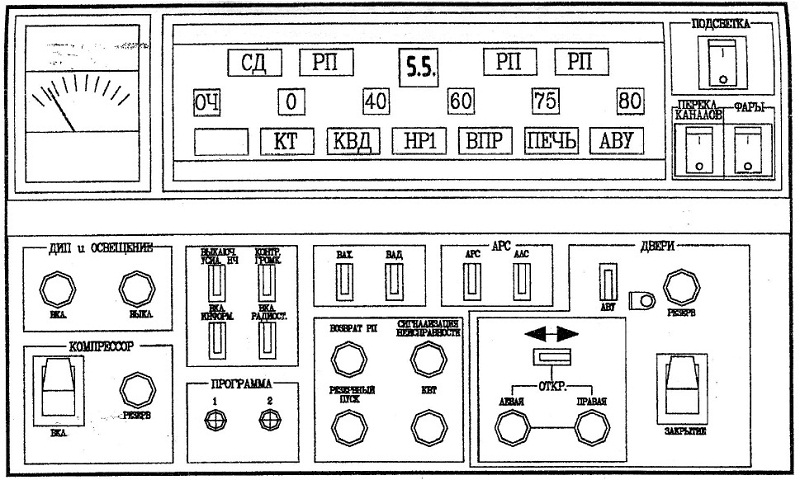 ПОДСВЕТКА
СД РП 5.5. РП РП
ОЧ 0 40 60 75 80
ПЕРЕКЛ КАНАЛОВ
ФАРЫ
КТ КВД НР1 ВПР ПЕЧЬ АВУ
ДИП и ОСВЕЩЕНИЕ
ВКЛ.
ВЫКЛ.
ВЫКЛЮЧ.
УСИЛ. НЧ
КОНТР.
ГРОМК.
ВКЛ.
ИНФОРМ.
ВКЛ.
РАДИОСТ.
ВАХ.
ВАД.
АРС
АРС
АЛС
ДВЕРИ
АВТ
РЕЗЕРВ
КОМПРЕССОР
ВКЛ.
РЕЗЕРВ
ПРОГРАММА
1 2
ВОЗВРАТ РП
СИГНАЛИЗАЦИЯ
НЕИСПРАВНОСТИ
РЕЗЕРВНЫЙ
ПУСК
КВТ
ОТКР.
ЛЕВАЯ
ПРАВАЯ
ЗАКРЫТИЕ